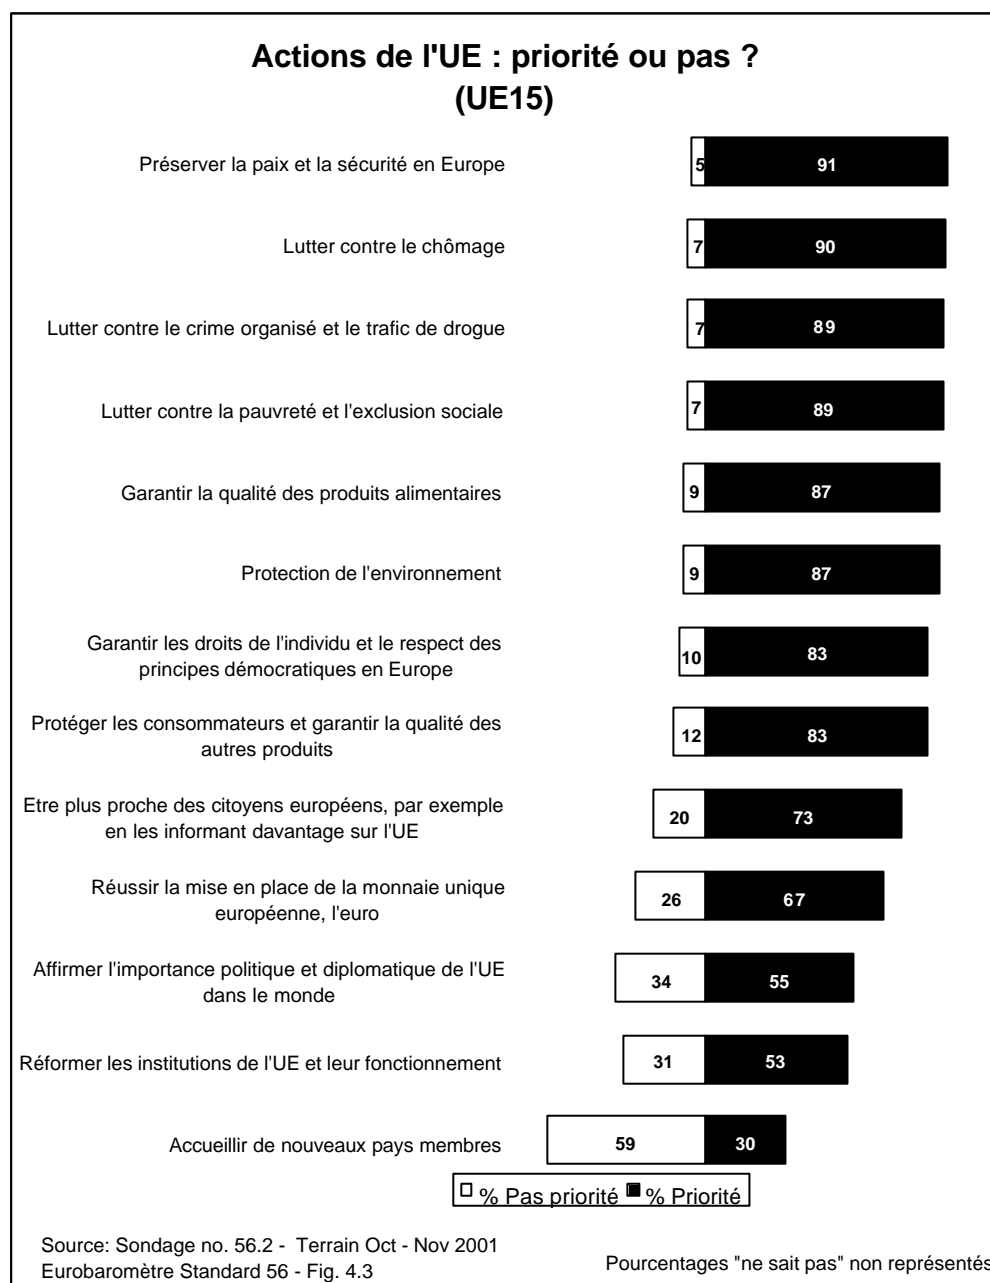 Actions de l'UE : priorité ou pas ?
(UE15)
Préserver la paix et la sécurité en Europe
5
91
Lutter contre le chômage
7
90
Lutter contre le crime organisé et le trafic de drogue
7
89
Lutter contre la pauvreté et l'exclusion sociale
7
89
Garantir la qualité des produits alimentaires
9
87
Protection de l'environnement
9
87
Garantir les droits de l'individu et le respect des
principes démocratiques en Europe
10
83
Protéger les consommateurs et garantir la qualité des
autres produits
12
83
Etre plus proche des citoyens européens, par exemple
en les informant davantage sur l'UE
20
73
Réussir la mise en place de la monnaie unique
européenne, l'euro
26
67
Affirmer l'importance politique et diplomatique de l'UE
dans le monde
34
55
Réformer les institutions de l'UE et leur fonctionnement
31
53
Accueillir de nouveaux pays membres
59
30
% Pas priorité % Priorité
Source: Sondage no. 56.2 - Terrain Oct - Nov 2001
Eurobaromètre Standard 56 - Fig. 4.3
Pourcentages "ne sait pas" non représentés